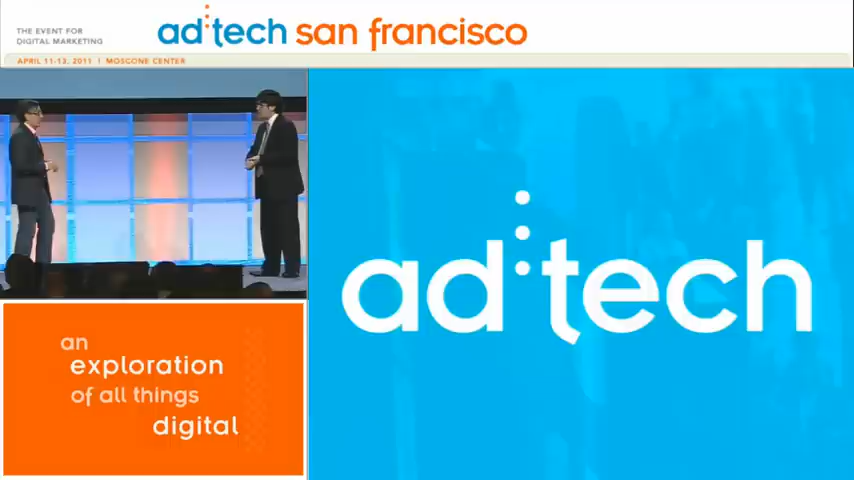 THE EVENT FOR
DIGITAL MARKETING
ad:tech san francisco
APRIL 11-13, 2011 | MOSCONE CENTER
ad:tech
an
exploration
of all things
digital